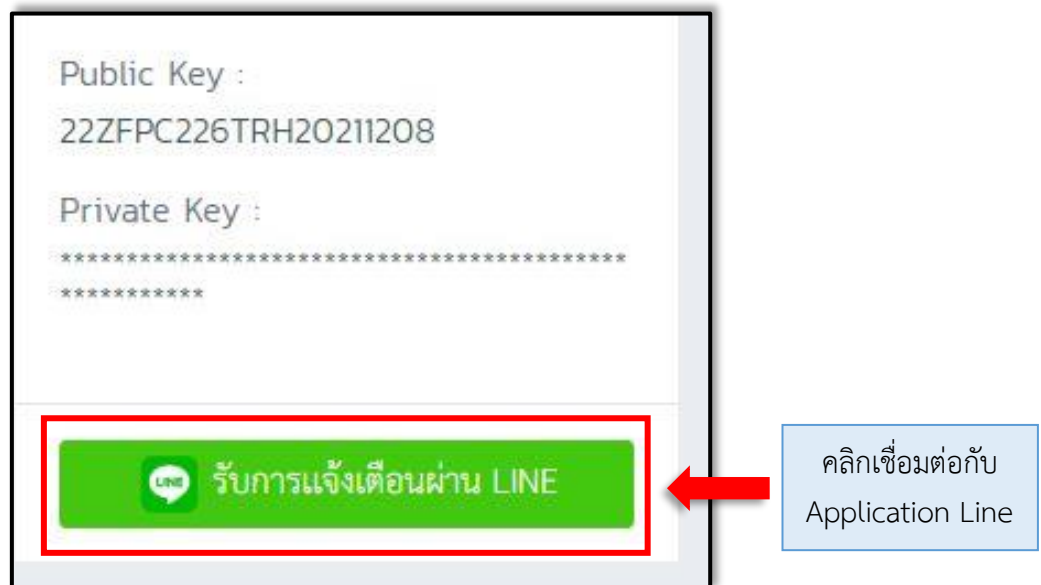 Public Key :
22ZFPC226TRH20211208
Private Key :
*******************************************
***********
LINE
รับการแจ้งเตือนผ่าน LINE
คลิกเชื่อมต่อกับ
Application Line